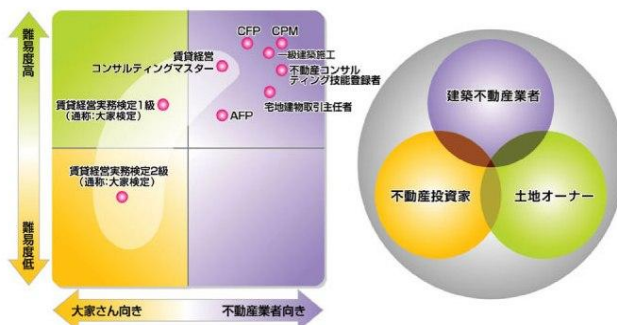 難易度高
難易度低
CFP
CPM
一級建築施工
賃貸経営
コンサルティングマスター
不動産コンサル
ティング技能登録者
宅地建物取引主任者
賃貸経営実務検定1級
(通称:大家検定)
AFP
賃貸経営実務検定2級
(通称:大家検定)
大家さん向き
不動産業者向き
建築不動産業者
不動産投資家
土地オーナー